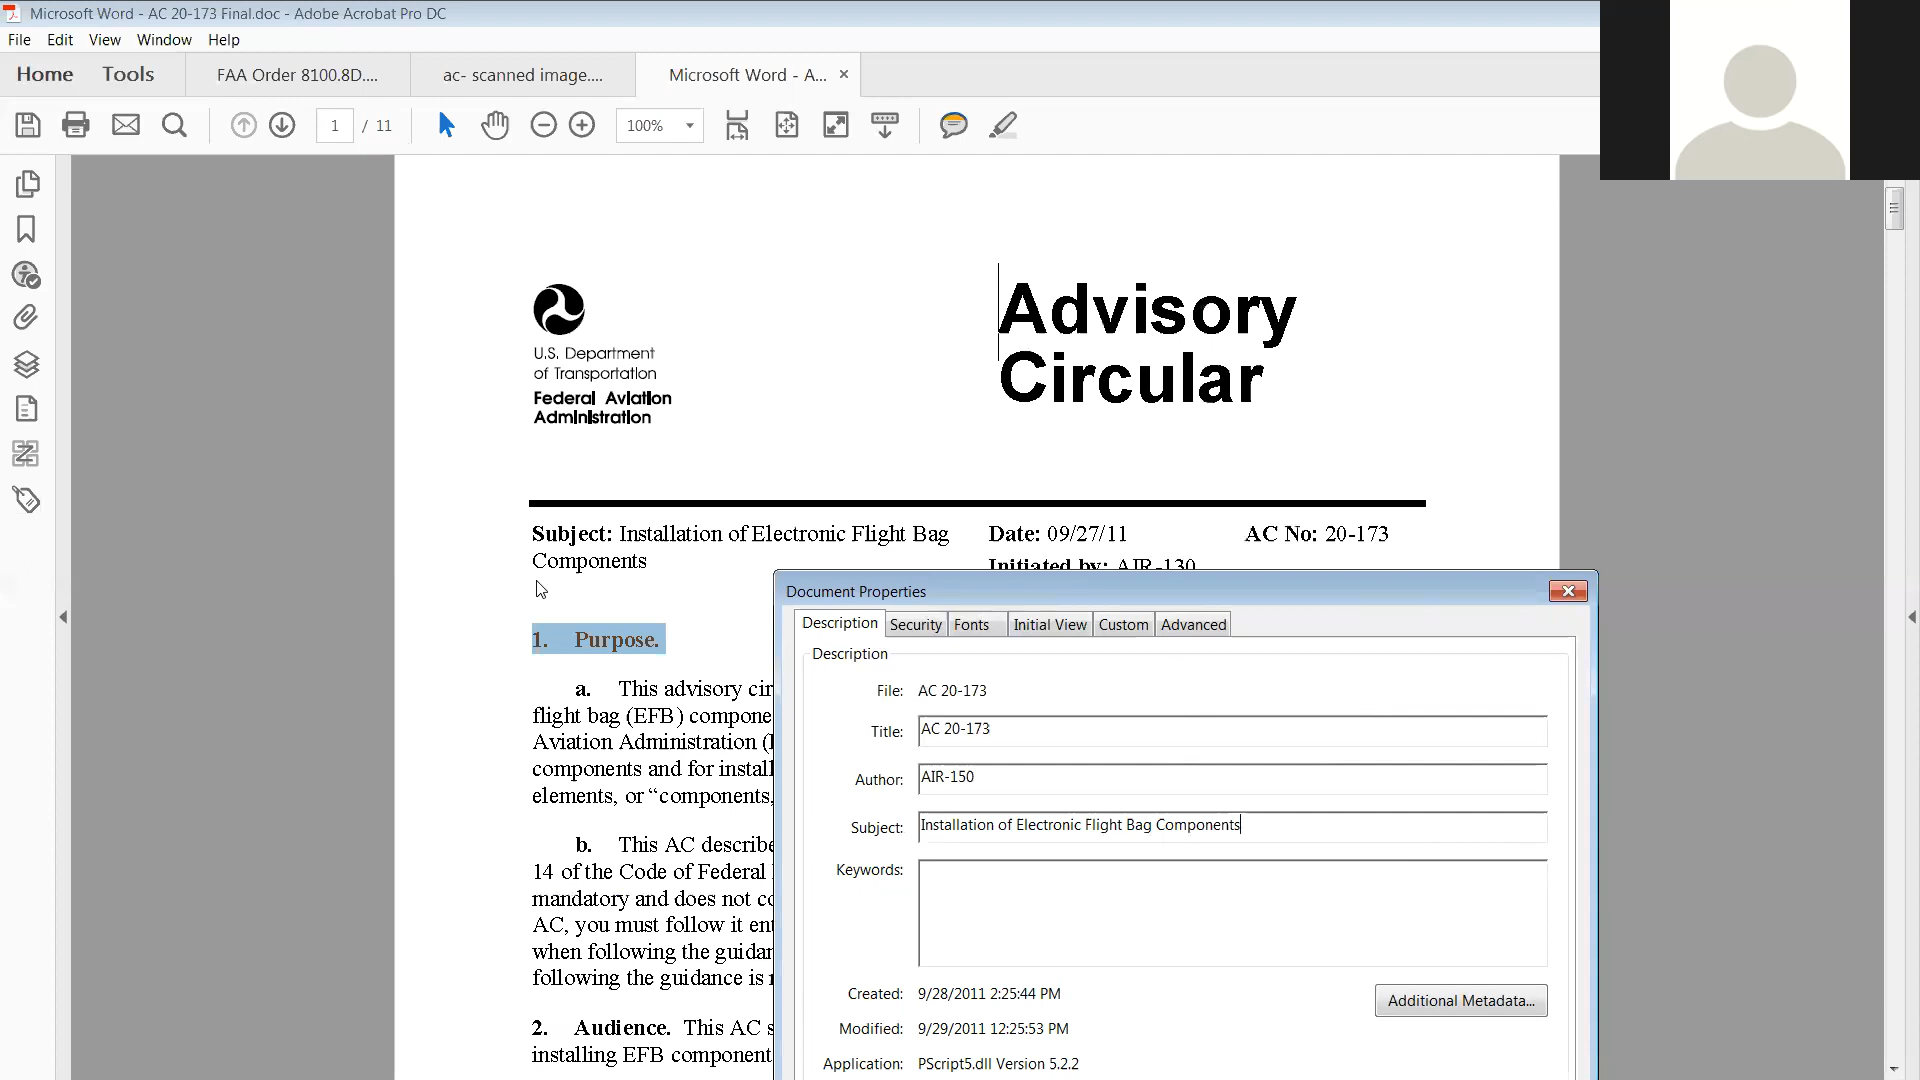 Microsoft Word - AC 20-173 Final.doc - Adobe Acrobat Pro DC
File Edit View Window Help
Home Tools FAA Order 8100.8D.... ac- scanned image.... Microsoft Word - A... ×
1 / 11 100%
Advisory
Circular
U.S. Department
of Transportation
Federal Aviation
Administration
Subject: Installation of Electronic Flight Bag
Components
Date: 09/27/11
Initiated by: AIR-130
AC No: 20-173
1. Purpose.
a. This advisory cir
flight bag (EFB) compone
Aviation Administration (
components and for install
elements, or “components,
b. This AC describe
14 of the Code of Federal
mandatory and does not co
AC, you must follow it ent
when following the guidan
following the guidance is
2. Audience. This AC s
installing EFB component
Document Properties
Description Security Fonts Initial View Custom Advanced
Description
File: AC 20-173
Title: AC 20-173
Author: AIR-150
Subject: Installation of Electronic Flight Bag Components
Keywords:
Created: 9/28/2011 2:25:44 PM
Additional Metadata...
Modified: 9/29/2011 12:25:53 PM
Application: PScript5.dll Version 5.2.2